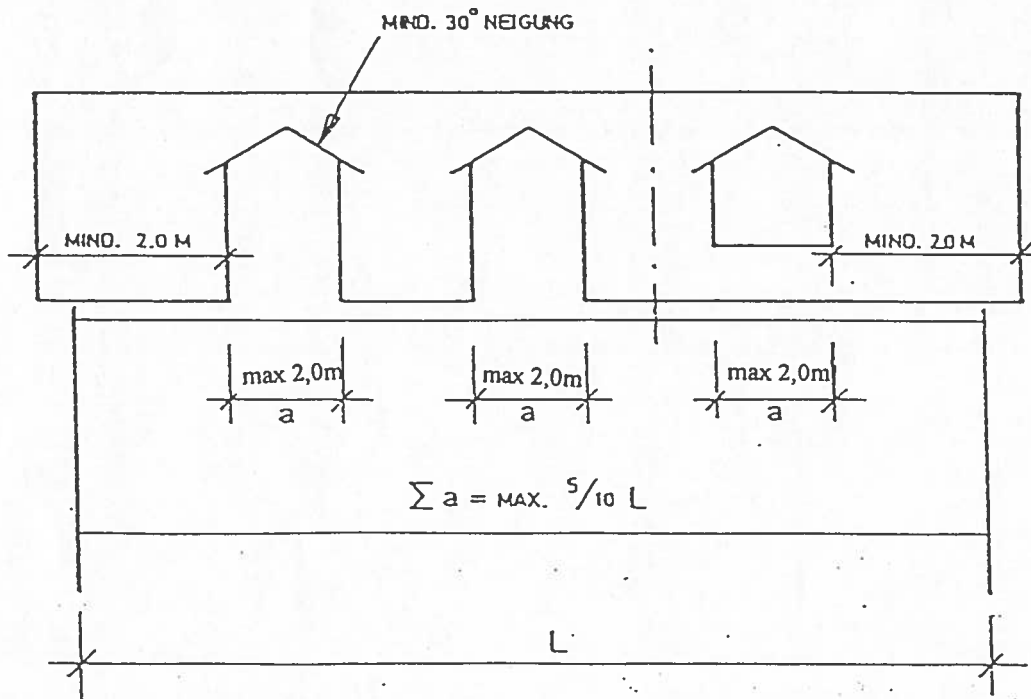 MIND. 30° NEIGUNG
MIND. 2.0 M
MIND. 2.0 M
max 2,0m
a
max 2,0m
a
max 2,0m
a
∑ a = MAX. 5/10 L
L